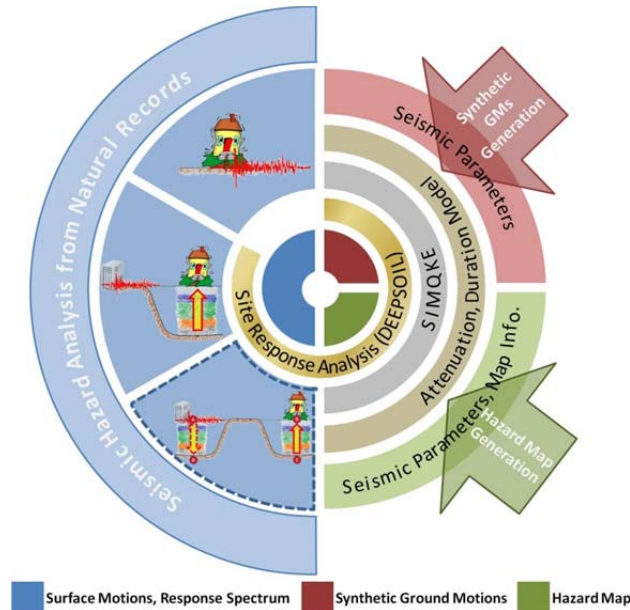 Seismic Hazard Analysis from Natural Records
Synthetic
GMs
Generation
Seismic Parameters
Attenuation, Duration Model
SIMQKE
Site Response Analysis (DEEPSOIL)
Seismic Parameters, Map Info.
Hazard Map
Generation
Surface Motions, Response Spectrum
Synthetic Ground Motions
Hazard Map